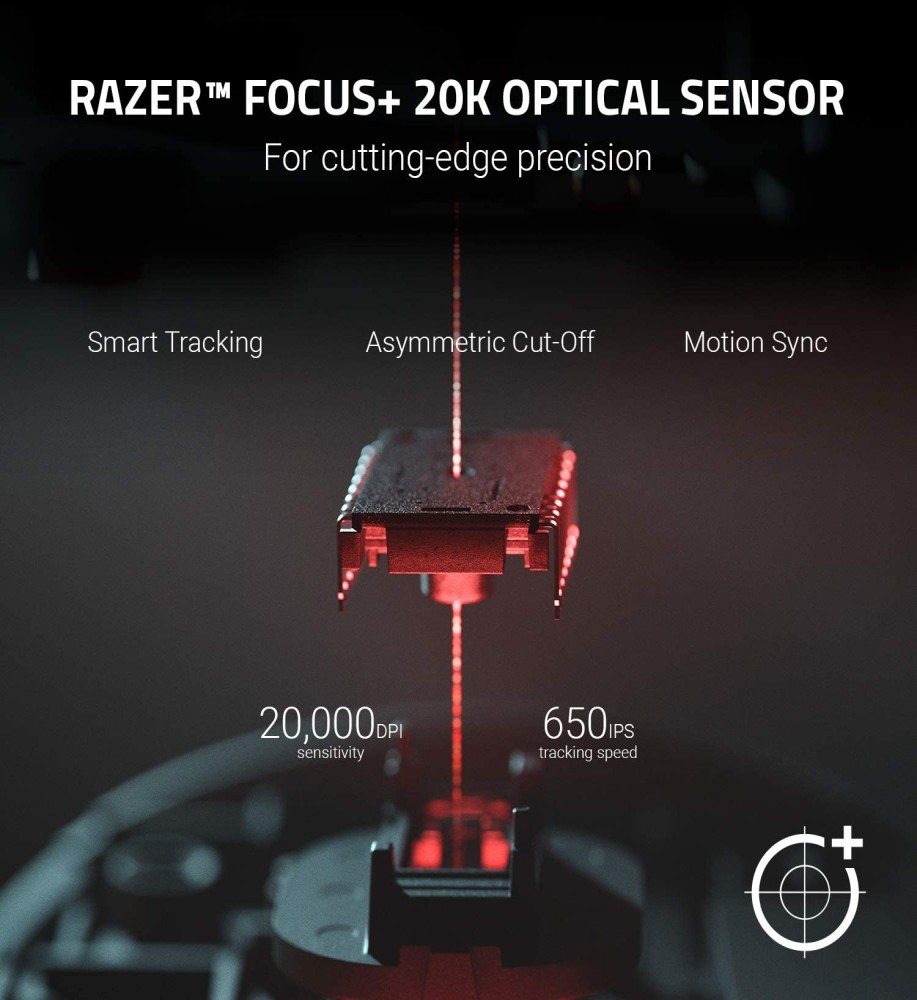 RAZER™ FOCUS+ 20K OPTICAL SENSOR
For cutting-edge precision
Smart Tracking
Asymmetric Cut-Off
Motion Sync
20,000DPI
sensitivity
650IPS
tracking speed